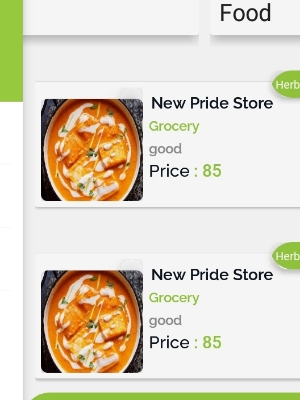 Food
Herb
New Pride Store
Grocery
good
Price : 85
Herb
New Pride Store
Grocery
good
Price : 85